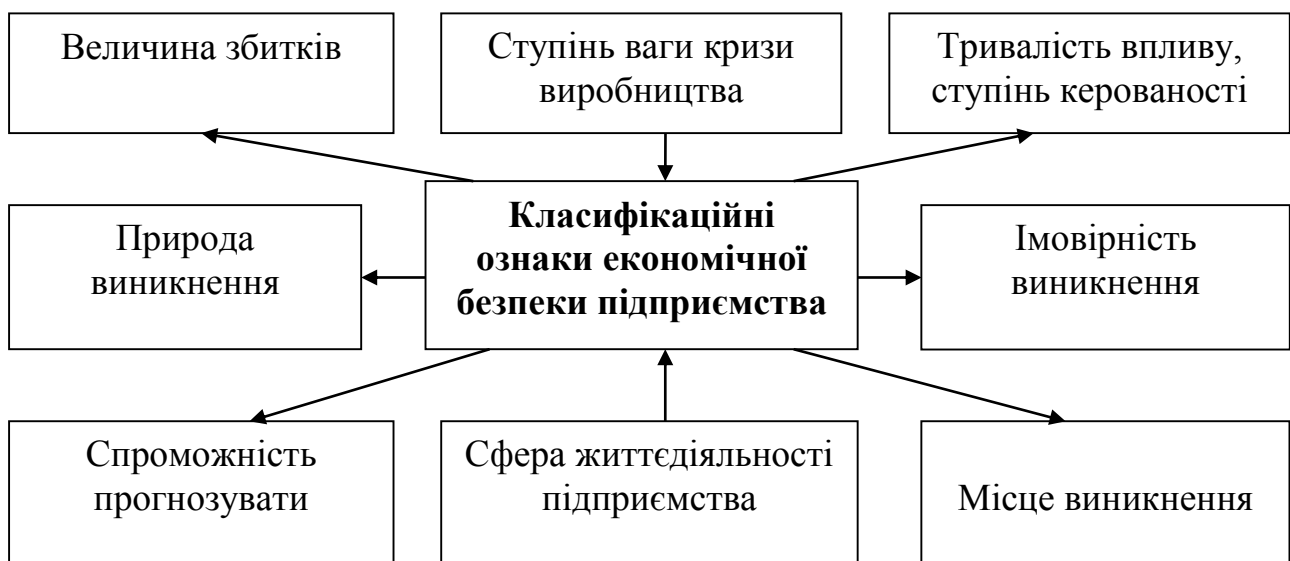 Величина збитків
Ступінь ваги кризи
виробництва
Тривалість впливу,
ступінь керованості
Природа
виникнення
Класифікаційні
ознаки економічної
безпеки підприємства
Імовірність
виникнення
Спроможність
прогнозувати
Сфера життєдіяльності
підприємства
Місце виникнення